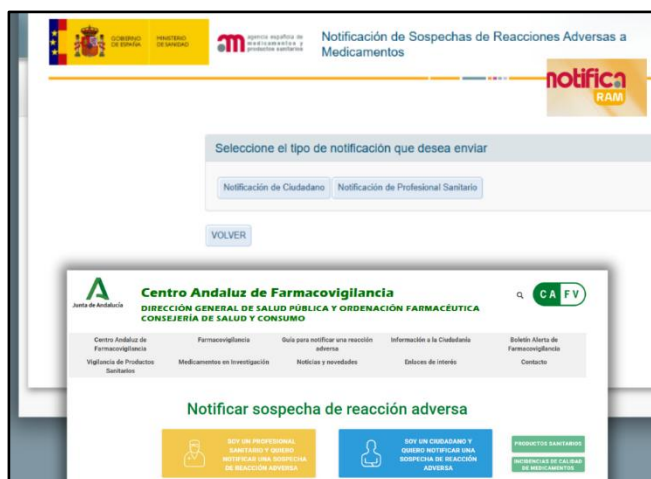 GOBIERNO
DE ESPAÑA
MINISTERIO
DE SANIDAD
am
agencia española de
medicamentos y
productos sanitarios
Notificación de Sospechas de Reacciones Adversas a
Medicamentos
notifica
RAM
Seleccione el tipo de notificación que desea enviar
Notificación de Ciudadano
Notificación de Profesional Sanitario
VOLVER
Junta de Andalucía
Centro Andaluz de Farmacovigilancia
DIRECCIÓN GENERAL DE SALUD PÚBLICA Y ORDENACIÓN FARMACÉUTICA
CONSEJERÍA DE SALUD Y CONSUMO
CAFV
Centro Andaluz de
Farmacovigilancia
Farmacovigilancia
Guía para notificar una reacción
adversa
Información a la Ciudadanía
Boletín Alerta de
Farmacovigilancia
Vigilancia de Productos
Sanitarios
Medicamentos en Investigación
Noticias y novedades
Enlaces de interés
Contacto
Notificar sospecha de reacción adversa
SOY UN PROFESIONAL
SANITARIO Y QUIERO
NOTIFICAR UNA SOSPECHA
DE REACCIÓN ADVERSA
SOY UN CIUDADANO Y
QUIERO NOTIFICAR UNA
SOSPECHA DE REACCIÓN
ADVERSA
PRODUCTOS SANITARIOS
INCIDENCIAS DE CALIDAD
DE MEDICAMENTOS